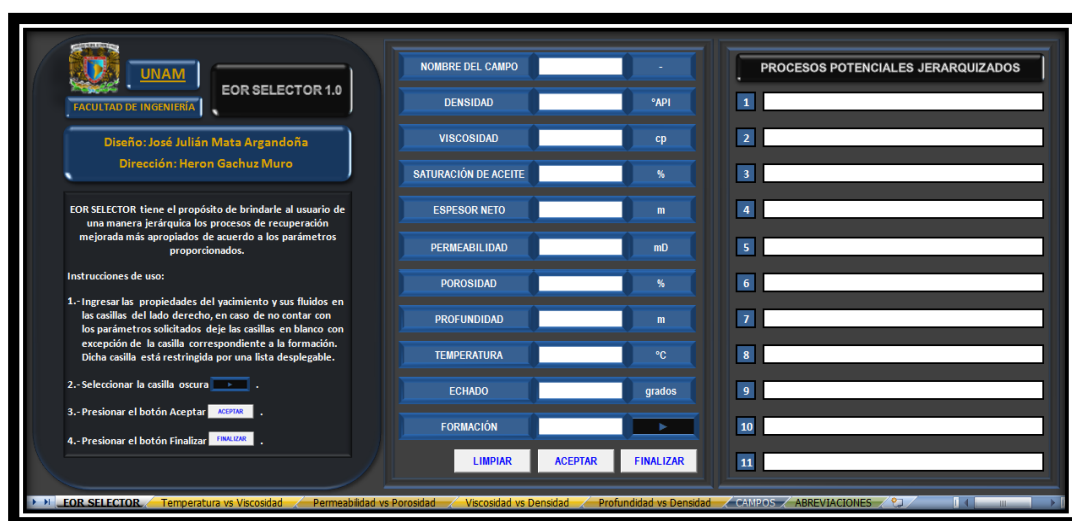 UNAM
FACULTAD DE INGENIERÍA
EOR SELECTOR 1.0
Diseño: José Julián Mata Argandoña
Dirección: Heron Gachuz Muro
EOR SELECTOR tiene el propósito de brindarle al usuario de
una manera jerárquica los procesos de recuperación
mejorada más apropiados de acuerdo a los parámetros
proporcionados.
Instrucciones de uso:
1.- Ingresar las propiedades del yacimiento y sus fluidos en
las casillas del lado derecho, en caso de no contar con
los parámetros solicitados deje las casillas en blanco con
excepción de la casilla correspondiente a la formación.
Dicha casilla está restringida por una lista desplegable.
2.- Seleccionar la casilla oscura ► .
3.- Presionar el botón Aceptar ACEPTAR .
4.- Presionar el botón Finalizar FINALIZAR .
NOMBRE DEL CAMPO -
DENSIDAD °API
VISCOSIDAD cp
SATURACIÓN DE ACEITE %
ESPESOR NETO m
PERMEABILIDAD mD
POROSIDAD %
PROFUNDIDAD m
TEMPERATURA °C
ECHADO grados
FORMACIÓN ►
LIMPIAR ACEPTAR FINALIZAR
PROCESOS POTENCIALES JERARQUIZADOS
1
2
3
4
5
6
7
8
9
10
11
EOR SELECTOR Temperatura vs Viscosidad Permeabilidad vs Porosidad Viscosidad vs Densidad Profundidad vs Densidad CAMPOS ABREVIACIONES